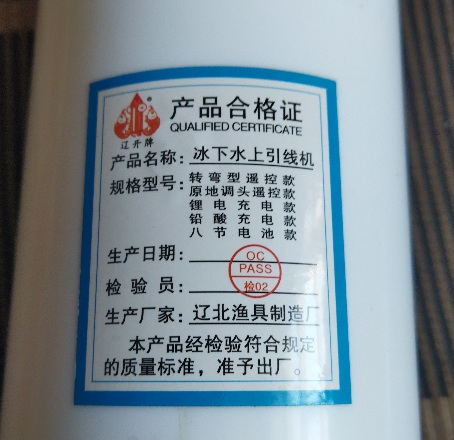 辽升牌
产品合格证
QUALIFIED CERTIFICATE
产品名称：冰下水上引线机
规格型号：转弯型遥控款
原地调头遥控款
锂电充电款
铅酸充电款
八节电池款
生产日期：
OC
PASS
检验员：
检02
生产厂家：辽北渔具制造厂
本产品经检验符合规定
的质量标准，准予出厂。